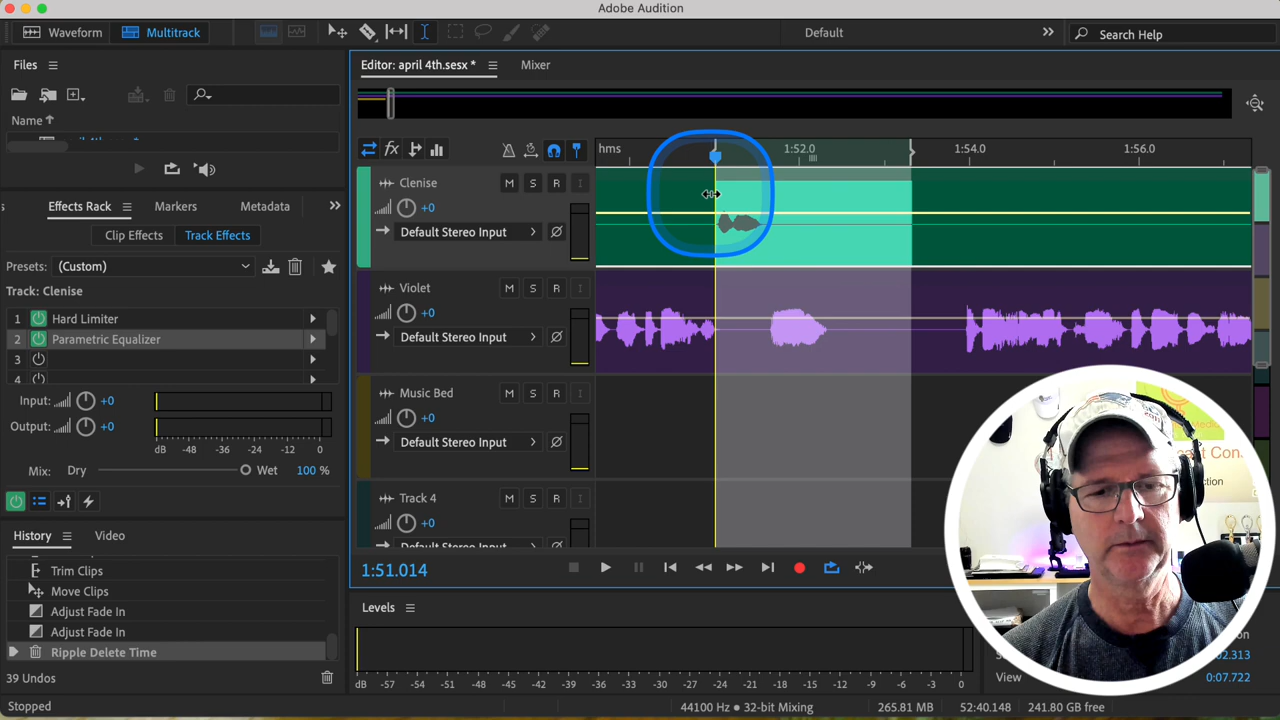 Adobe Audition
Waveform
Multitrack
Default
Search Help
Files
Name
Effects Rack
Markers
Metadata
Clip Effects
Track Effects
Presets:
(Custom)
Track: Clenise
1
Hard Limiter
2
Parametric Equalizer
3
4
Input:
+0
Output:
+0
dB -48 -36 -24 -12 0
Mix:
Dry
Wet
100 %
History
Video
Trim Clips
Move Clips
Adjust Fade In
Adjust Fade In
Ripple Delete Time
39 Undos
Stopped
Editor: april 4th.sesx *
Mixer
fx
hms
1:52.0
1:54.0
1:56.0
Clenise
M S R I
+0
Default Stereo Input
Violet
M S R I
+0
Default Stereo Input
Music Bed
M S R I
+0
Default Stereo Input
Track 4
M S R I
+0
Default Stereo Input
1:51.014
Levels
dB -57 -54 -51 -48 -45 -42 -39 -36 -33 -30 -27 -24 -21 -18 -15 -12 -9 -6 -3 0
View
2.313
0:07.722
44100 Hz • 32-bit Mixing
265.81 MB
52:40.148
241.80 GB free